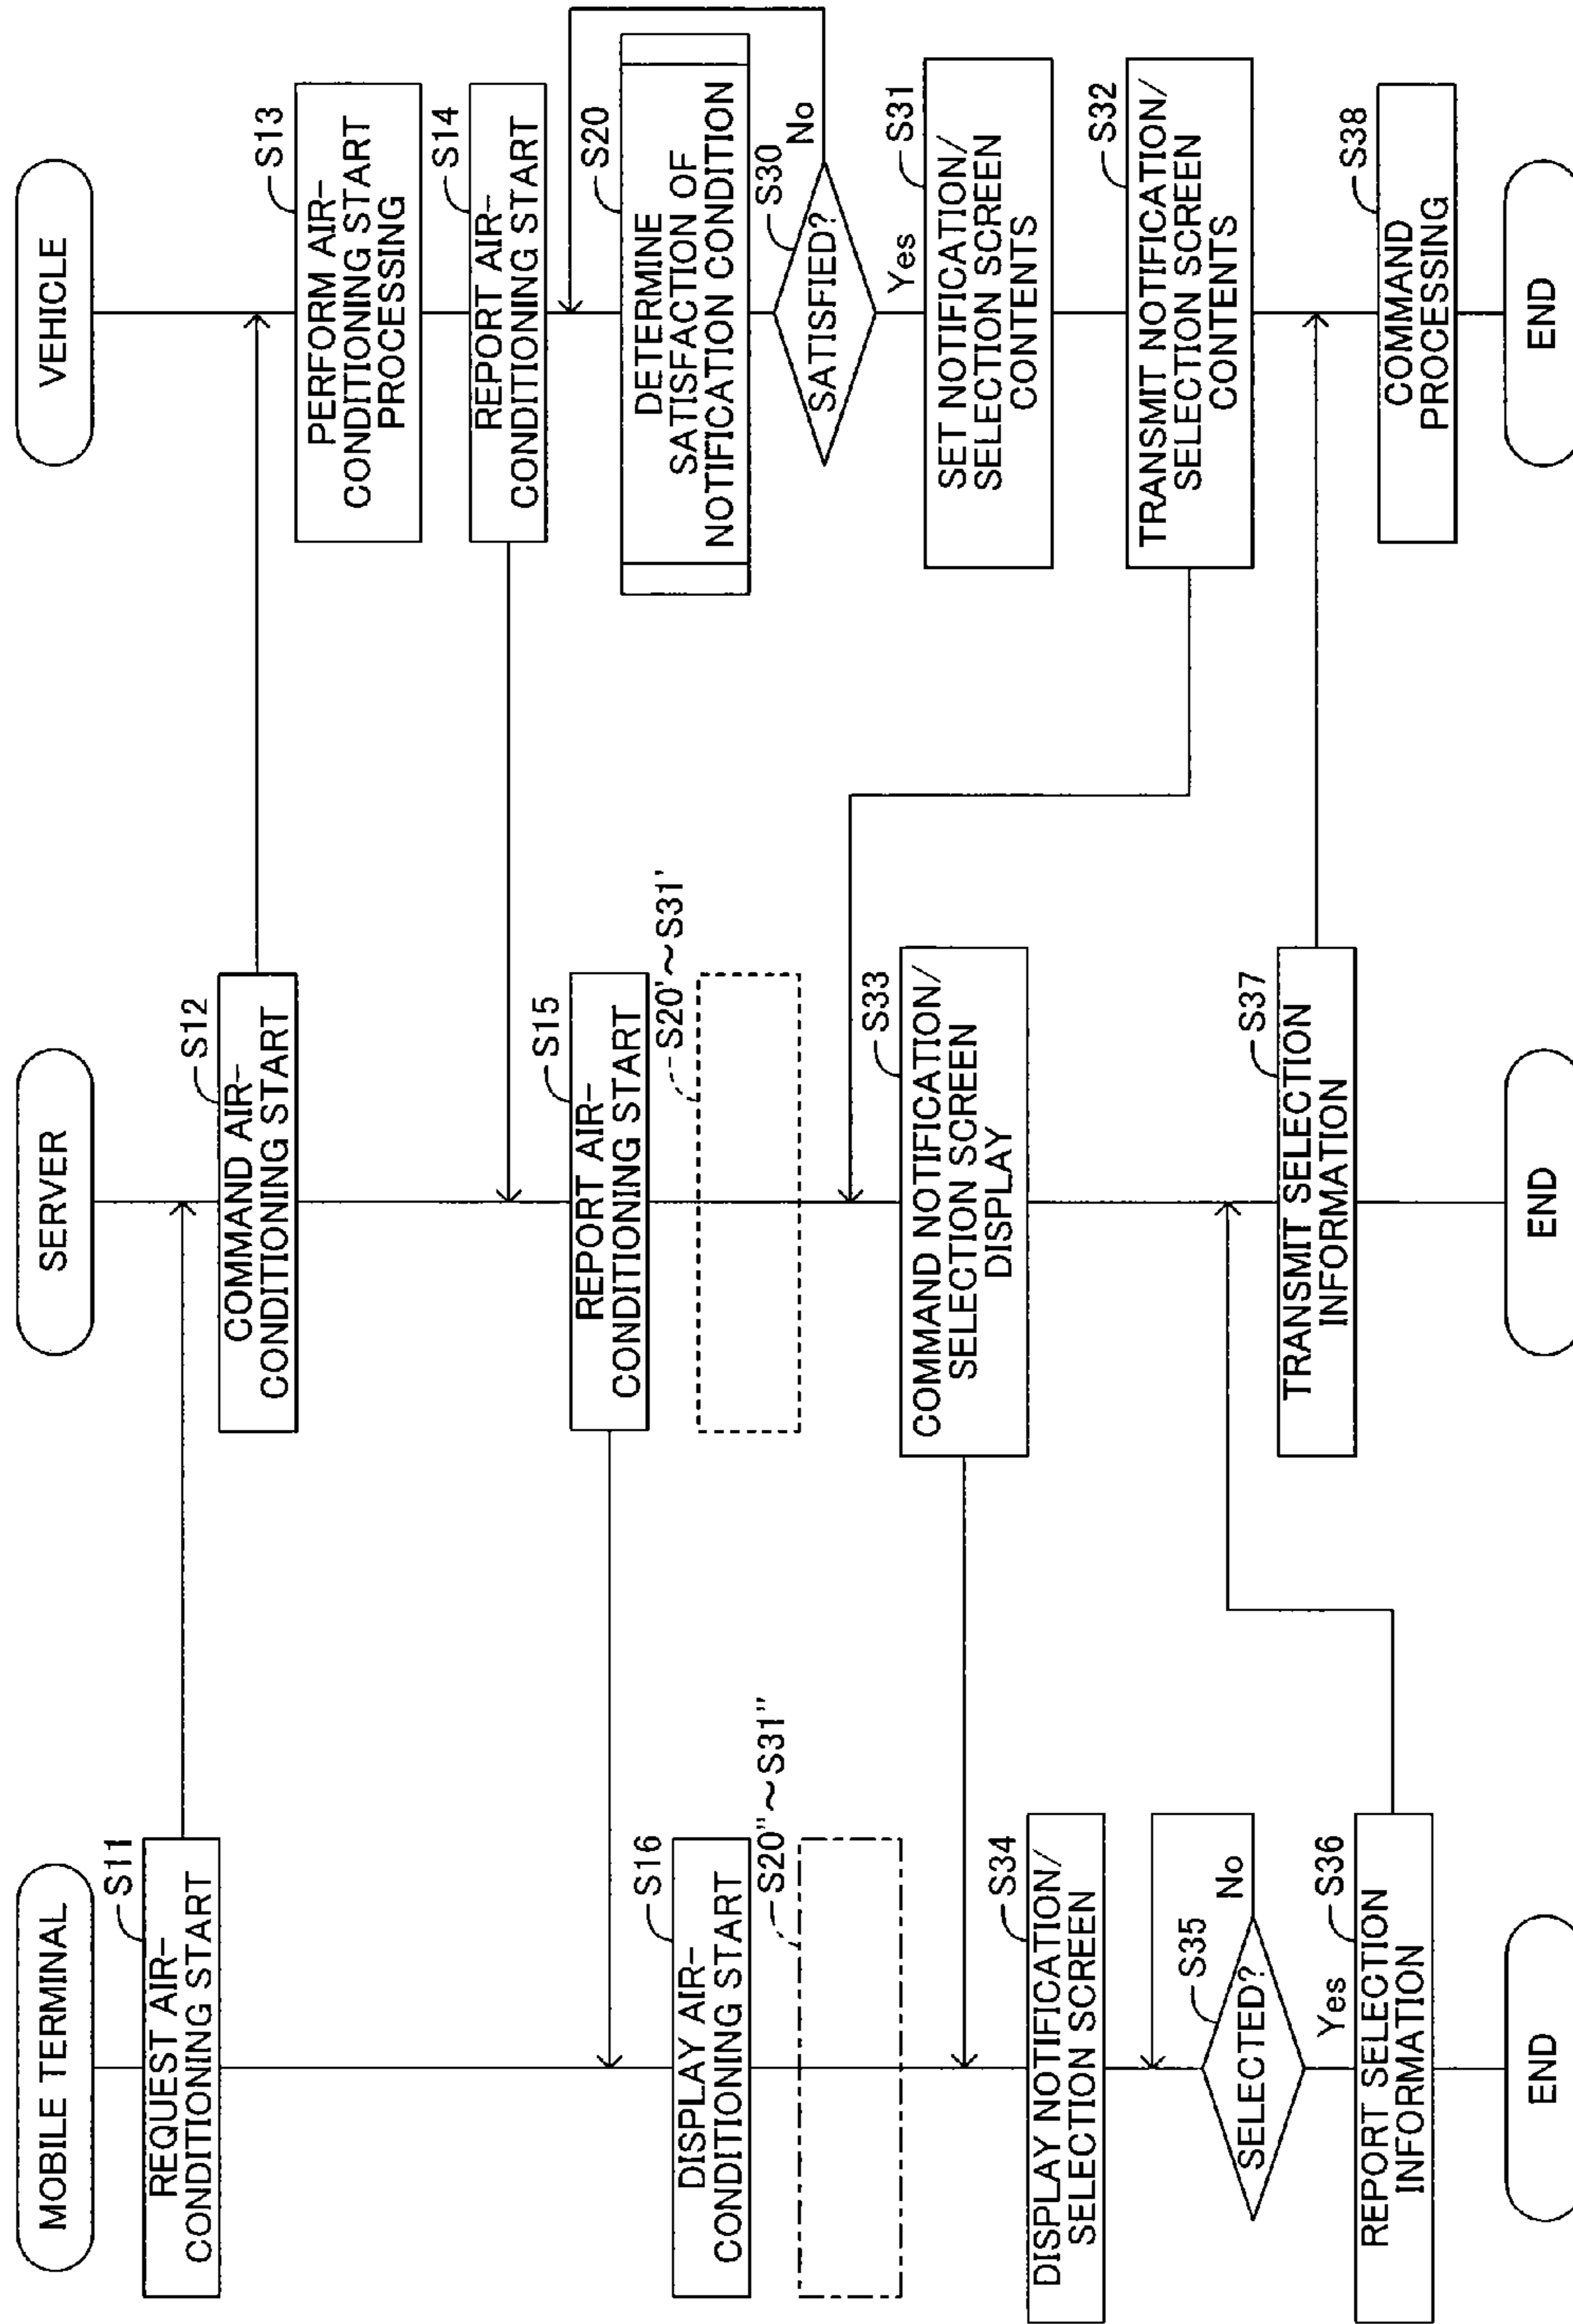 MOBILE TERMINAL
S11
REQUEST AIR-
CONDITIONING START
S16
DISPLAY AIR-
CONDITIONING START
S20"~S31"
S34
DISPLAY NOTIFICATION/
SELECTION SCREEN
S35
SELECTED?
No
Yes
S36
REPORT SELECTION
INFORMATION
END
SERVER
S12
COMMAND AIR-
CONDITIONING START
S15
REPORT AIR-
CONDITIONING START
S20'~S31'
S33
COMMAND NOTIFICATION/
SELECTION SCREEN
DISPLAY
S37
TRANSMIT SELECTION
INFORMATION
END
VEHICLE
S13
PERFORM AIR-
CONDITIONING START
PROCESSING
S14
REPORT AIR-
CONDITIONING START
S20
DETERMINE
SATISFACTION OF
NOTIFICATION CONDITION
S30
SATISFIED?
No
Yes
S31
SET NOTIFICATION/
SELECTION SCREEN
CONTENTS
S32
TRANSMIT NOTIFICATION/
SELECTION SCREEN
CONTENTS
S38
COMMAND
PROCESSING
END